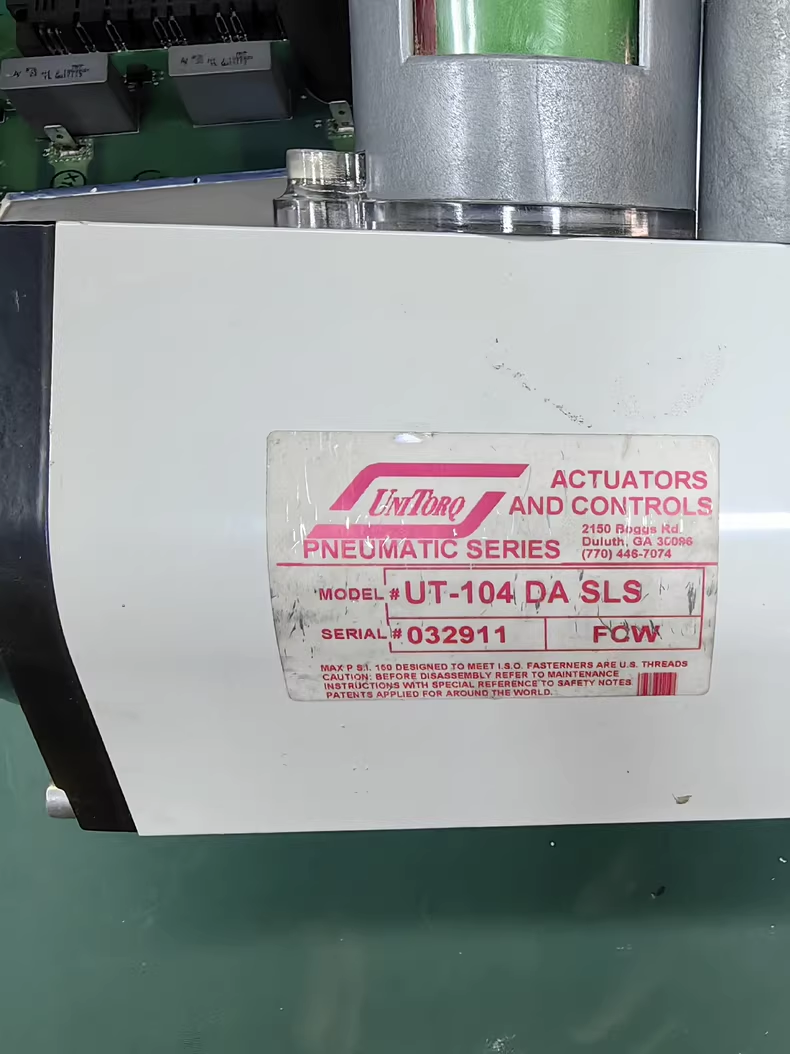 ACTUATORS
UNITORQ AND CONTROLS
2150 Boggs Rd.
Duluth, GA 30096
PNEUMATIC SERIES (770) 446-7074
MODEL # UT-104 DA SLS
SERIAL # 032911 FCW
MAX P S.I. 150 DESIGNED TO MEET I.S.O. FASTERNERS ARE U.S. THREADS
CAUTION: BEFORE DISASSEMBLY REFER TO MAINTENANCE
INSTRUCTIONS WITH SPECIAL REFERENCE TO SAFETY NOTES
PATENTS APPLIED FOR AROUND THE WORLD.